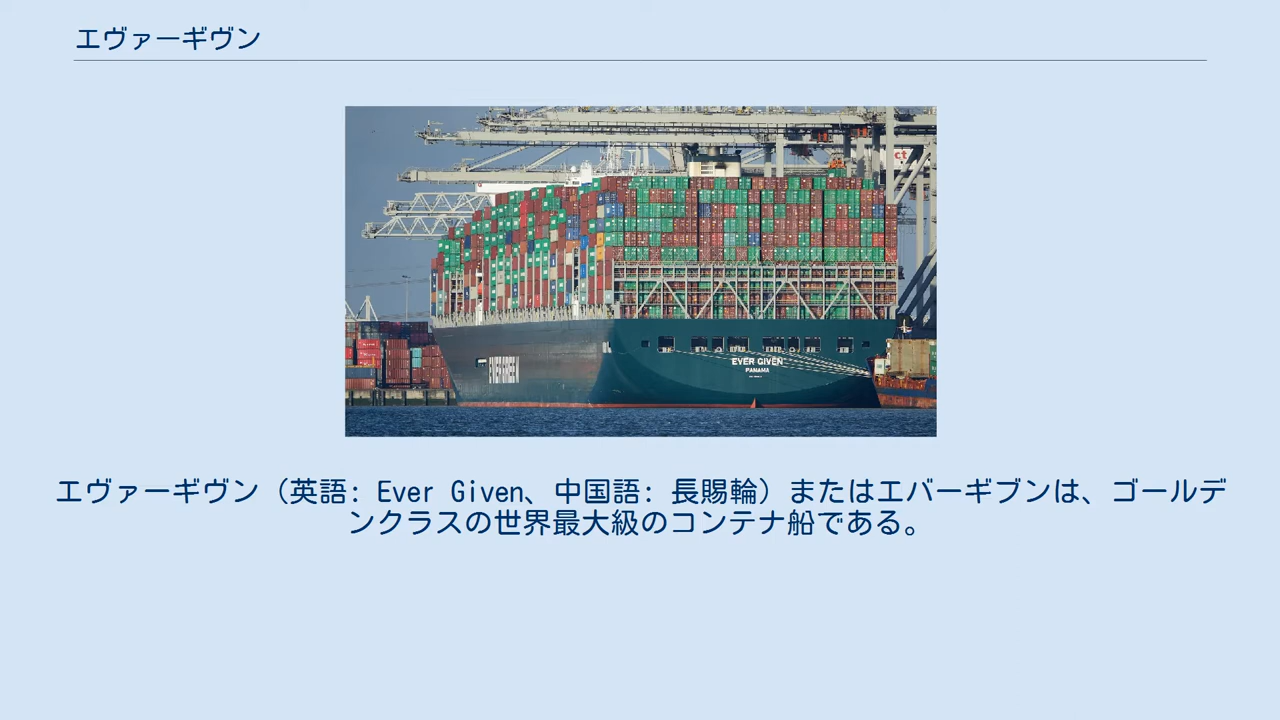 エヴァーギヴン
ct
EVER GIVEN
PANAMA
エヴァーギヴン（英語: Ever Given、中国語: 長賜輪）またはエバーギブンは、ゴールデ
ンクラスの世界最大級のコンテナ船である。